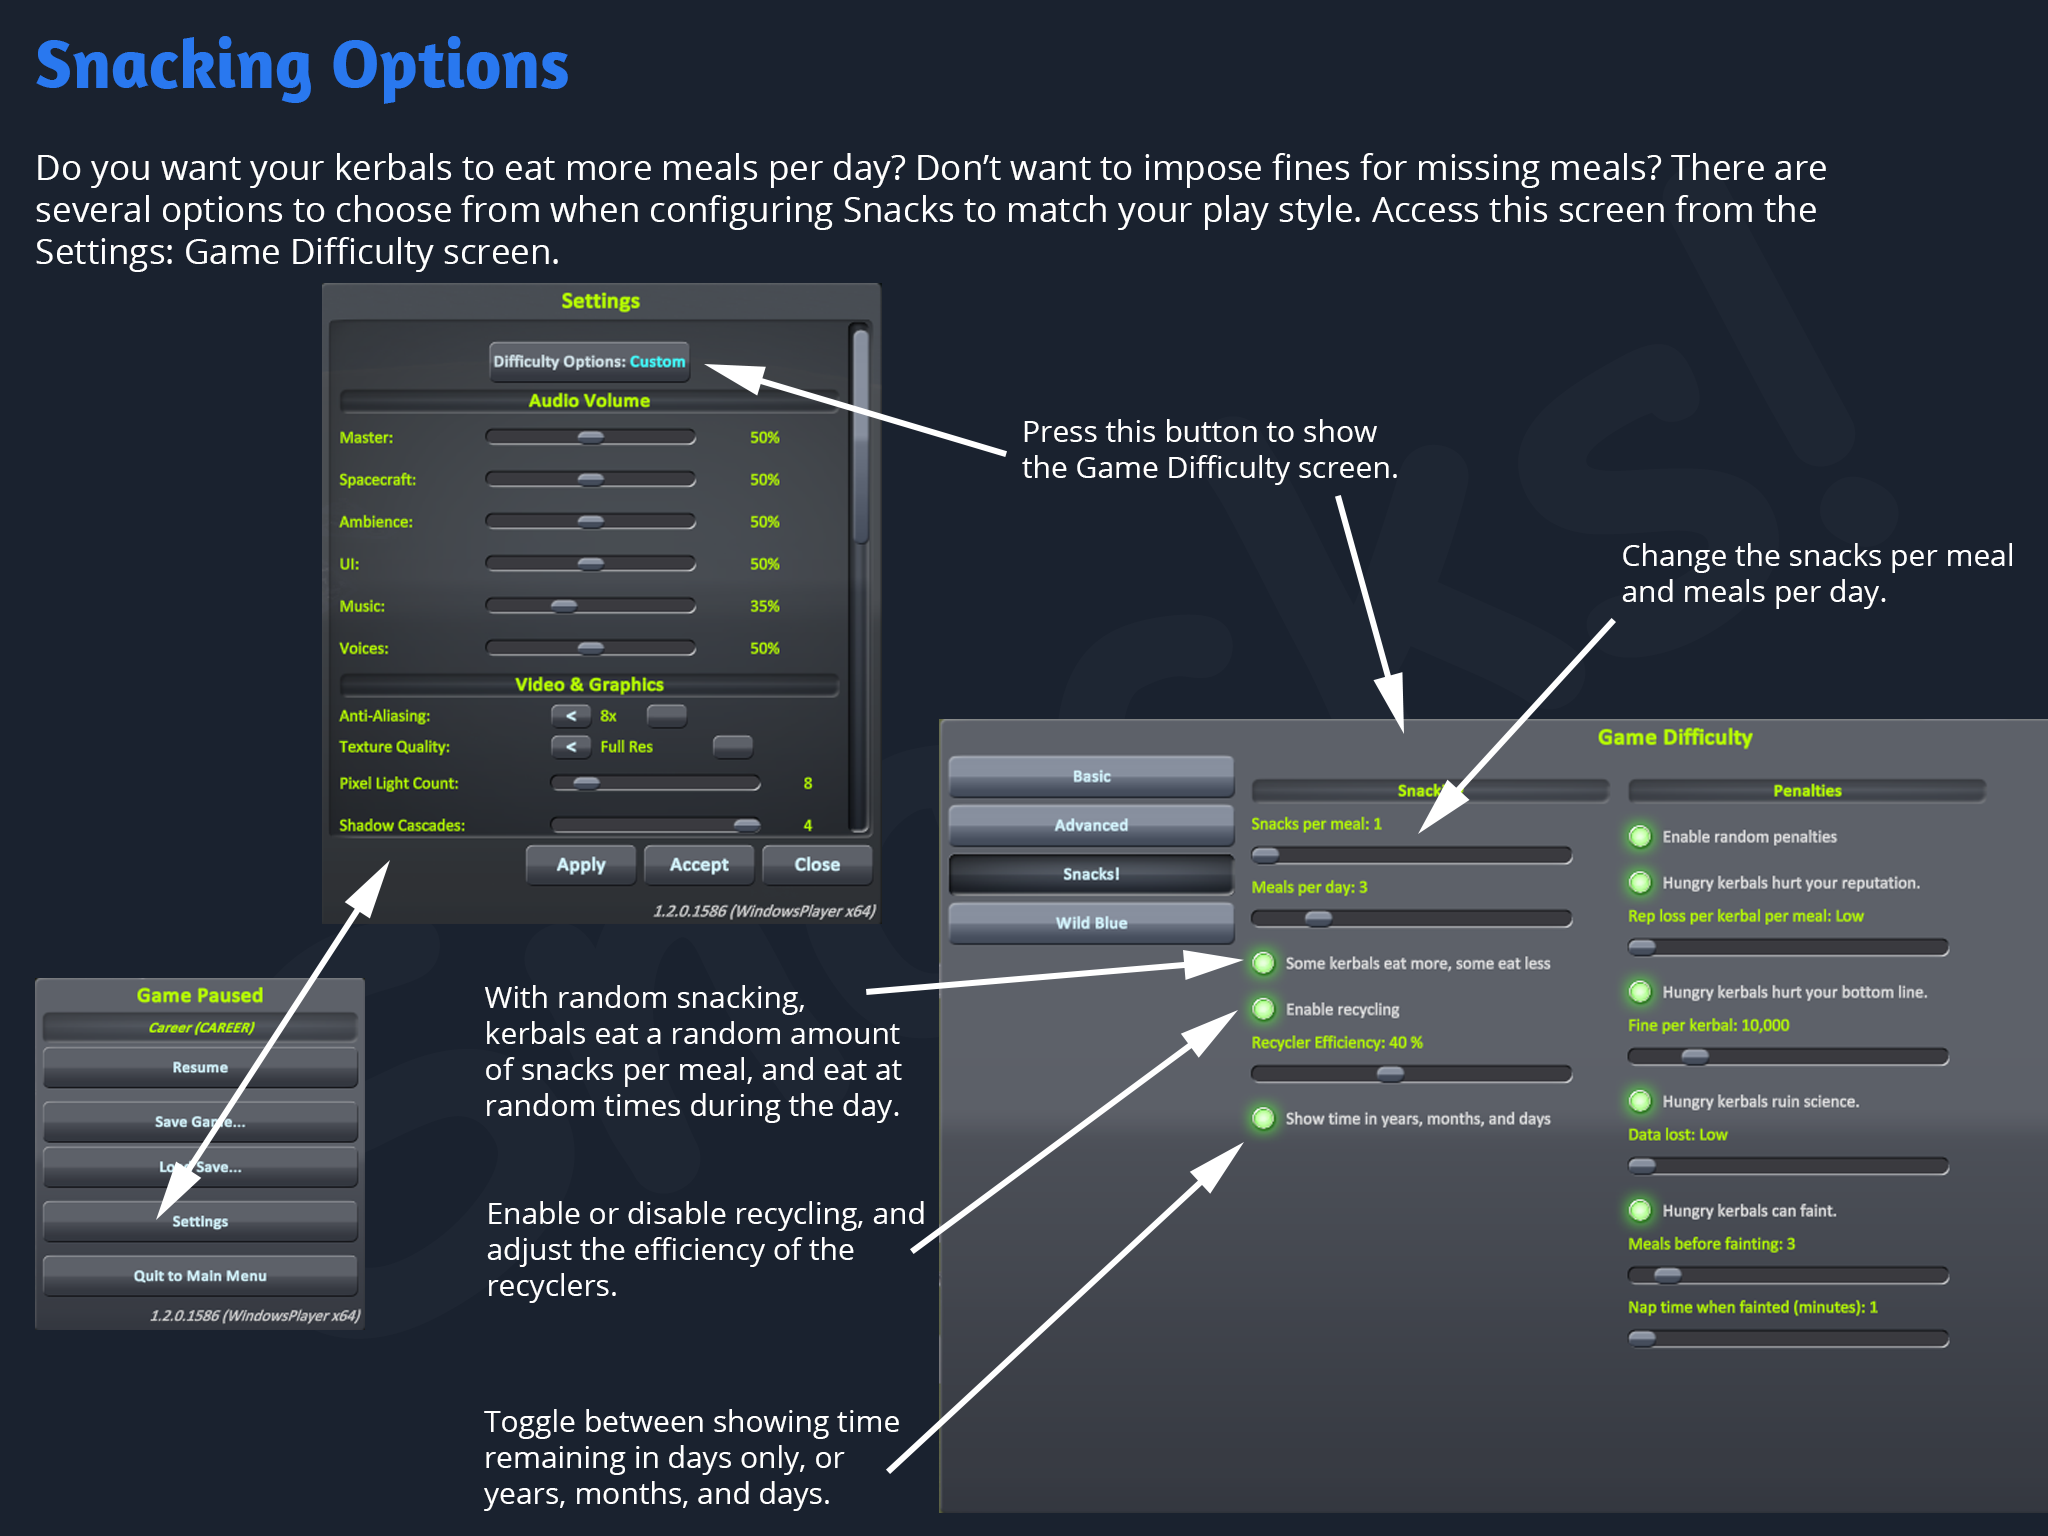 Snacking Options
Do you want your kerbals to eat more meals per day? Don’t want to impose fines for missing meals? There are
several options to choose from when configuring Snacks to match your play style. Access this screen from the
Settings: Game Difficulty screen.
Settings
Difficulty Options: Custom
Audio Volume
Master: 50%
Spacecraft: 50%
Ambience: 50%
UI: 50%
Music: 35%
Voices: 50%
Video & Graphics
Anti-Aliasing: < 8x
Texture Quality: < Full Res
Pixel Light Count: 8
Shadow Cascades: 4
Apply Accept Close
1.2.0.1586 (WindowsPlayer x64)
Press this button to show
the Game Difficulty screen.
Change the snacks per meal
and meals per day.
Game Paused
Career (CAREER)
Resume
Save Game...
Load Save...
Settings
Quit to Main Menu
1.2.0.1586 (WindowsPlayer x64)
With random snacking,
kerbals eat a random amount
of snacks per meal, and eat at
random times during the day.
Enable or disable recycling, and
adjust the efficiency of the
recyclers.
Toggle between showing time
remaining in days only, or
years, months, and days.
Game Difficulty
Basic
Advanced
Snacks!
Wild Blue
Snacks per meal: 1
Meals per day: 3
Some kerbals eat more, some eat less
Enable recycling
Recycler Efficiency: 40 %
Show time in years, months, and days
Penalties
Enable random penalties
Hungry kerbals hurt your reputation.
Rep loss per kerbal per meal: Low
Hungry kerbals hurt your bottom line.
Fine per kerbal: 10,000
Hungry kerbals ruin science.
Data lost: Low
Hungry kerbals can faint.
Meals before fainting: 3
Nap time when fainted (minutes): 1